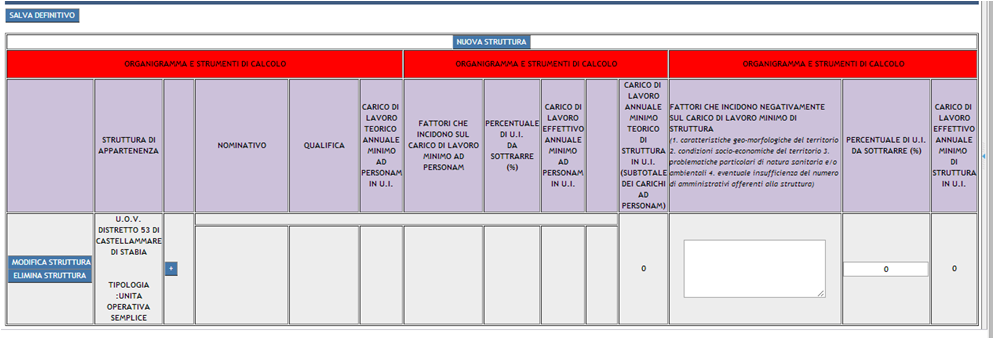 SALVA DEFINITIVO
NUOVA STRUTTURA
ORGANIGRAMMA E STRUMENTI DI CALCOLO
ORGANIGRAMMA E STRUMENTI DI CALCOLO
ORGANIGRAMMA E STRUMENTI DI CALCOLO
STRUTTURA DI
APPARTENENZA
NOMINATIVO
QUALIFICA
CARICO DI
LAVORO
TEORICO
ANNUALE
MINIMO
AD
PERSONAM
IN U.I.
FATTORI CHE
INCIDONO SUL
CARICO DI LAVORO
MINIMO AD
PERSONAM
PERCENTUALE
DI U.I.
DA
SOTTRARRE
(%)
CARICO DI
LAVORO
EFFETTIVO
ANNUALE
MINIMO
AD
PERSONAM
IN U.I.
CARICO DI
LAVORO
ANNUALE
MINIMO
TEORICO
DI
STRUTTURA
IN U.I.
(SUBTOTALE
DEI CARICHI
AD
PERSONAM)
FATTORI CHE INCIDONO NEGATIVAMENTE
SUL CARICO DI LAVORO MINIMO DI
STRUTTURA
(1. caratteristiche geo-morfologiche del territorio
2. condizioni socio-economiche del territorio 3.
problematiche particolari di natura sanitaria e/o
ambientali 4. eventuale insufficienza del numero
di amministrativi afferenti alla struttura)
PERCENTUALE DI U.I.
DA SOTTRARRE (%)
CARICO DI
LAVORO
EFFETTIVO
ANNUALE
MINIMO
DI
STRUTTURA
IN U.I.
MODIFICA STRUTTURA
ELIMINA STRUTTURA
U.O.V.
DISTRETTO 53 DI
CASTELLAMMARE
DI STABIA
TIPOLOGIA
:UNITA
OPERATIVA
SEMPLICE
+
0
0
0